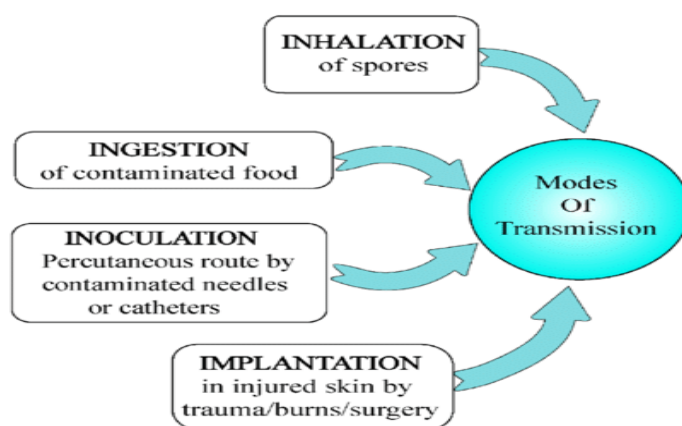 INHALATION
of spores
INGESTION
of contaminated food
INOCULATION
Percutaneous route by
contaminated needles
or catheters
IMPLANTATION
in injured skin by
trauma/burns/surgery
Modes
Of
Transmission